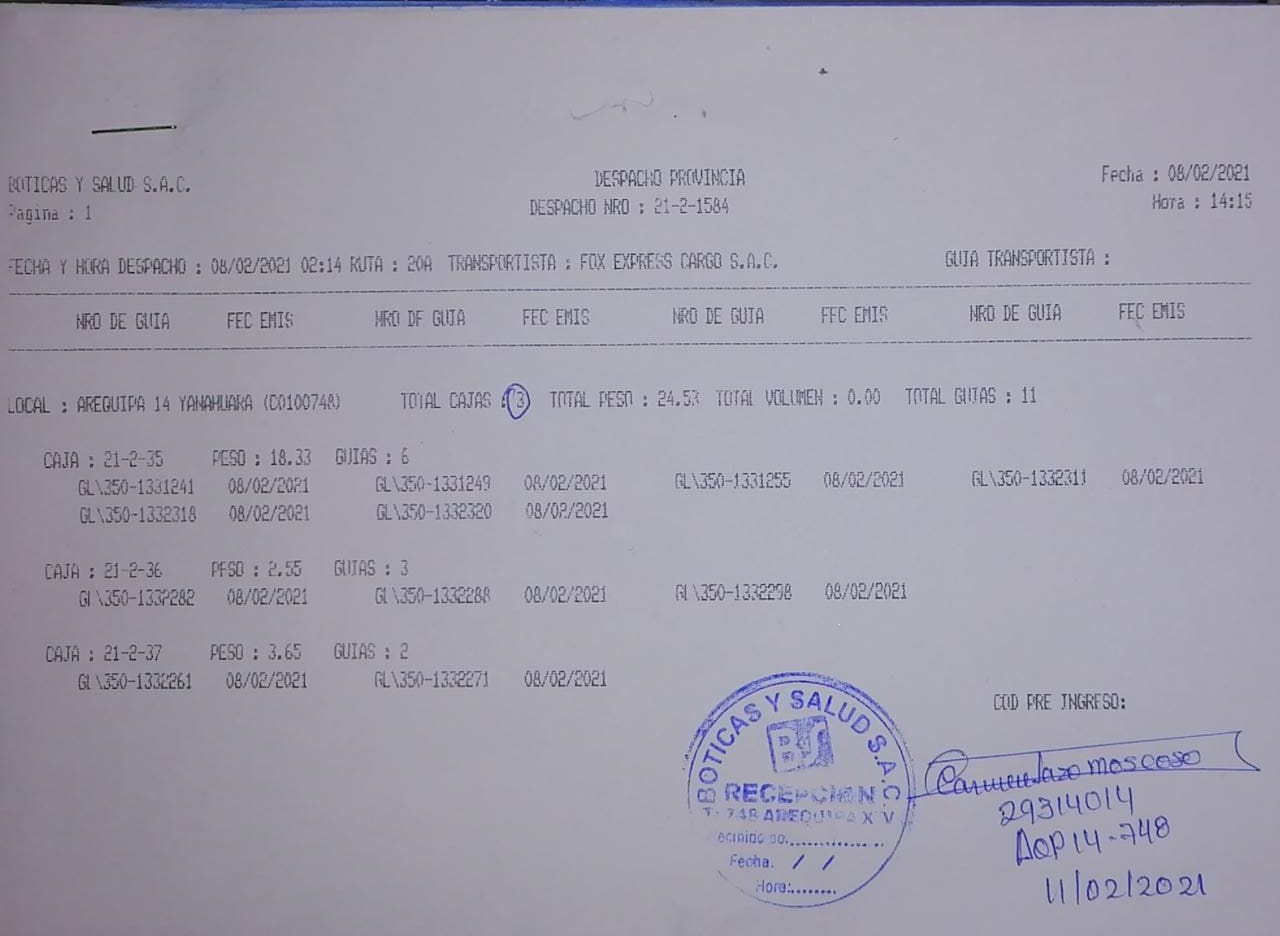 BOTICAS Y SALUD S.A.C. DESPACHO PROVINCIA Fecha : 08/02/2021
Pagina : 1 DESPACHO NRO : 21-2-1584 Hora : 14:15
FECHA Y HORA DESPACHO : 08/02/2021 02:14 RUTA : 20A TRANSPORTISTA : FOX EXPRESS CARGO S.A.C. GUIA TRANSPORTISTA :
NRO DE GUIA FEC EMIS NRO DE GUIA FEC EMIS NRO DE GUIA FEC EMIS NRO DE GUIA FEC EMIS
LOCAL : AREQUIPA 14 YANAHUARA (C0100748) TOTAL CAJAS : 3 TOTAL PESO : 24.53 TOTAL VOLUMEN : 0.00 TOTAL GUIAS : 11
CAJA : 21-2-35 PESO : 18.33 GUIAS : 6
GL\350-1331241 08/02/2021 GL\350-1331249 08/02/2021 GL\350-1331255 08/02/2021 GL\350-1332311 08/02/2021
GL\350-1332318 08/02/2021 GL\350-1332320 08/02/2021
CAJA : 21-2-36 PESO : 2.55 GUIAS : 3
GL\350-1332282 08/02/2021 GL\350-1332288 08/02/2021 GL\350-1332298 08/02/2021
CAJA : 21-2-37 PESO : 3.65 GUIAS : 2
GL\350-1332261 08/02/2021 GL\350-1332271 08/02/2021
COD PRE INGRESO:
BOTICAS Y SALUD S.A.C
BS
RECEPCION
T- 748 AREQUIPA XIV
Recibido po:
Fecha. / /
Hora:
Moscoso
29314014
AQP 14-748
11/02/2021